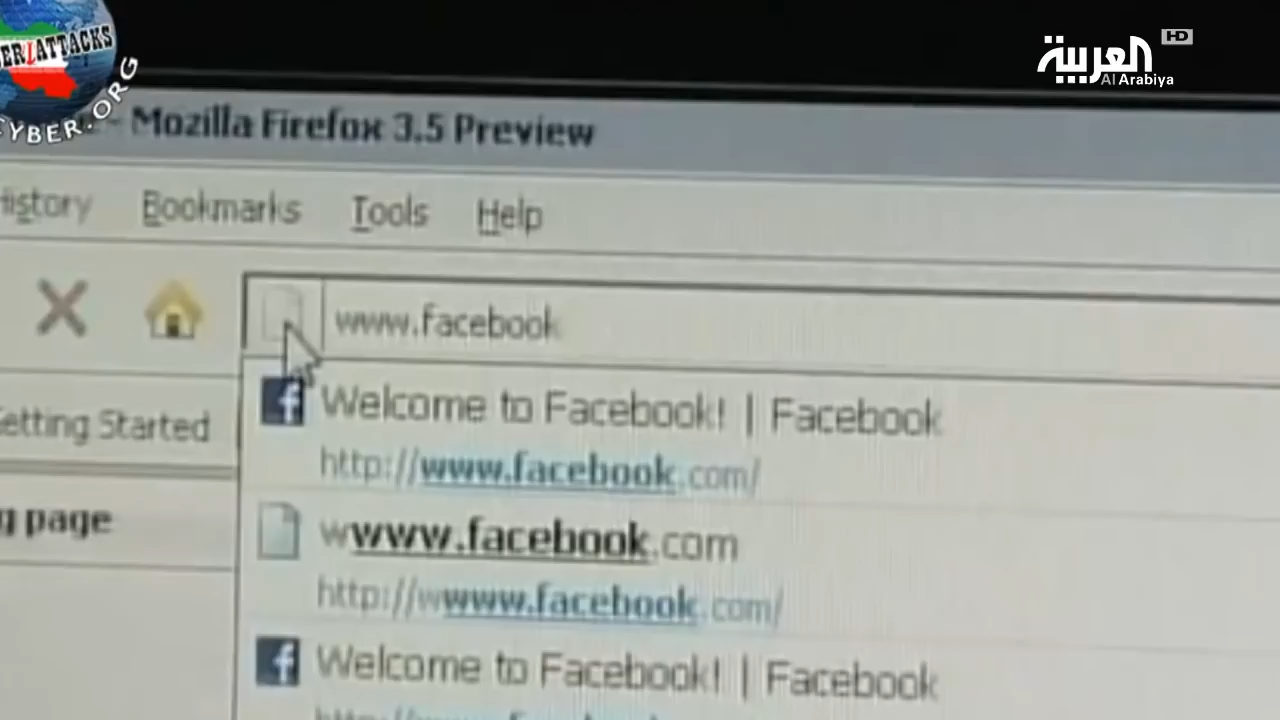 العربية HD
Al Arabiya
ATTACKS
YBER.ORG
- Mozilla Firefox 3.5 Preview
History Bookmarks Tools Help
www.facebook
Welcome to Facebook! | Facebook
Getting Started
http://www.facebook.com/
g page
wwww.facebook.com
http://wwww.facebook.com/
Welcome to Facebook! | Facebook